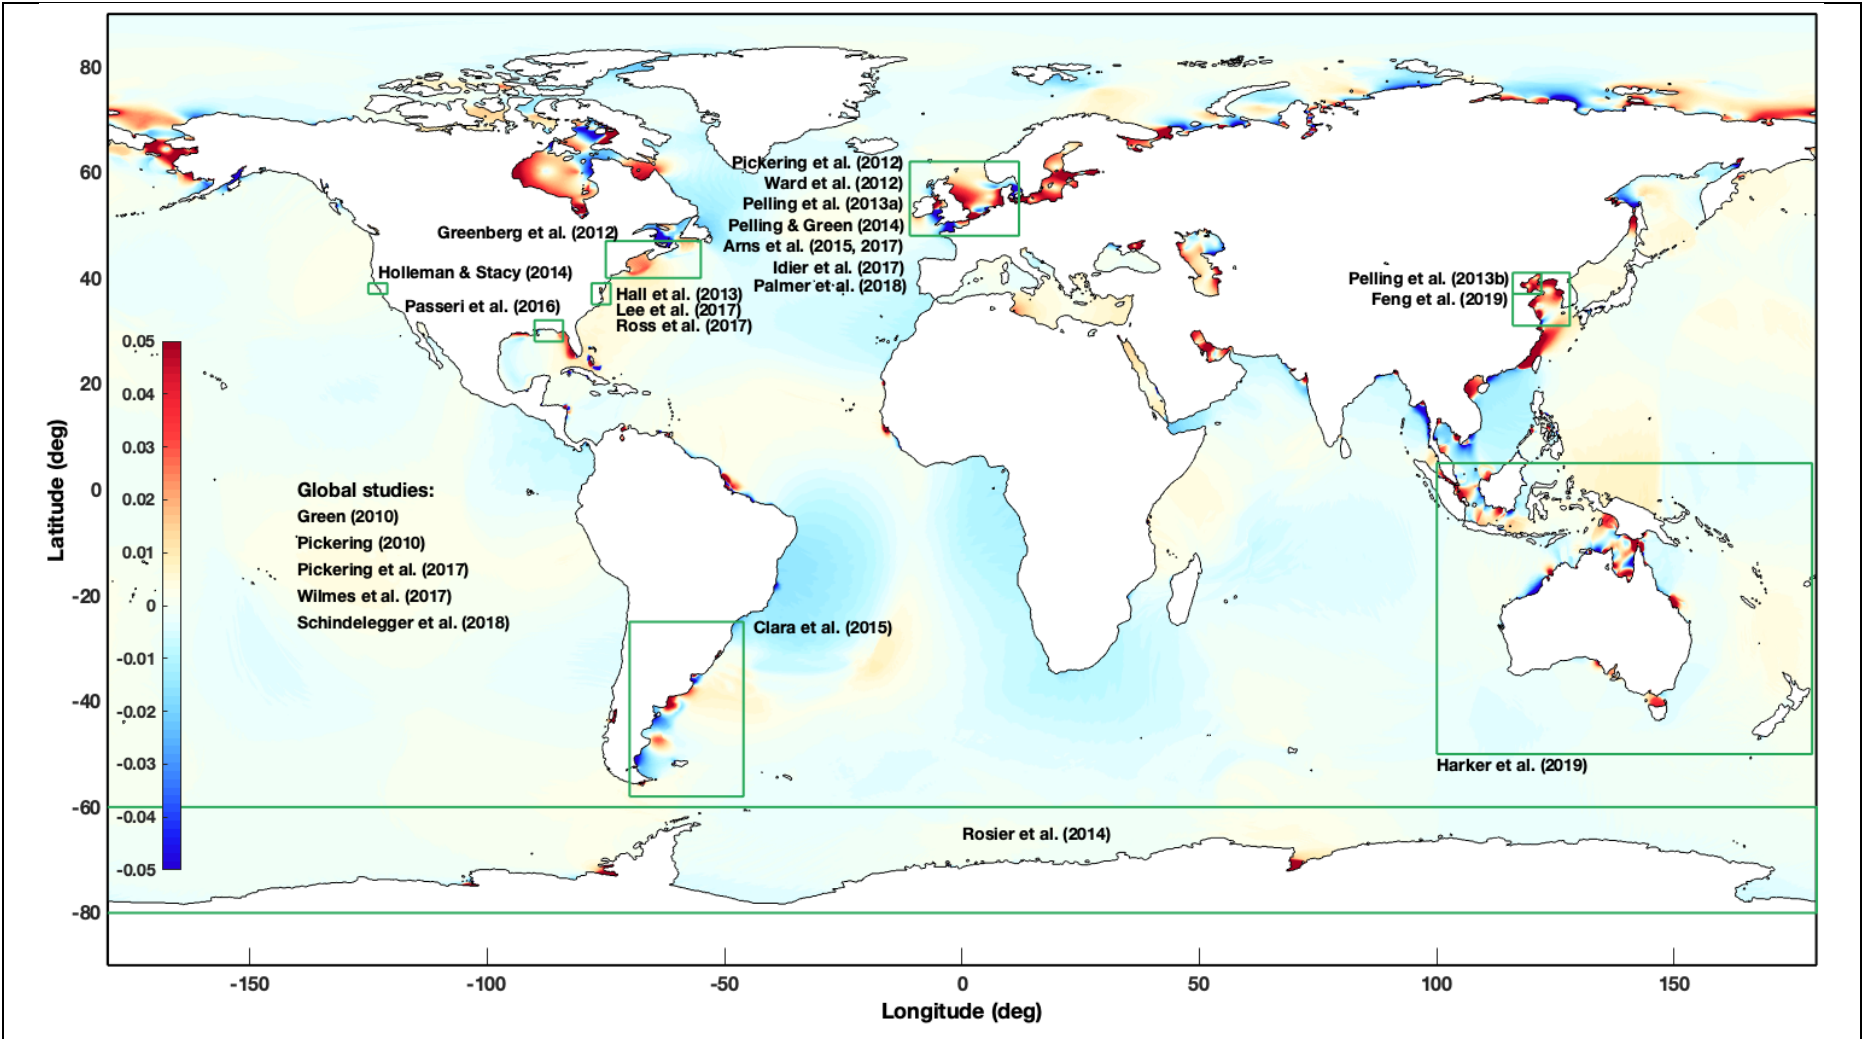 80
60
40
20
0
-20
-40
-60
-80
Latitude (deg)
0.05
0.04
0.03
0.02
0.01
0
-0.01
-0.02
-0.03
-0.04
-0.05
Pickering et al. (2012)
Ward et al. (2012)
Pelling et al. (2013a)
Pelling & Green (2014)
Arns et al. (2015, 2017)
Idier et al. (2017)
Palmer et al. (2018)
Greenberg et al. (2012)
Holleman & Stacy (2014)
Passeri et al. (2016)
Hall et al. (2013)
Lee et al. (2017)
Ross et al. (2017)
Pelling et al. (2013b)
Feng et al. (2019)
Global studies:
Green (2010)
Pickering (2010)
Pickering et al. (2017)
Wilmes et al. (2017)
Schindelegger et al. (2018)
Clara et al. (2015)
Harker et al. (2019)
Rosier et al. (2014)
-150
-100
-50
0
50
100
150
Longitude (deg)